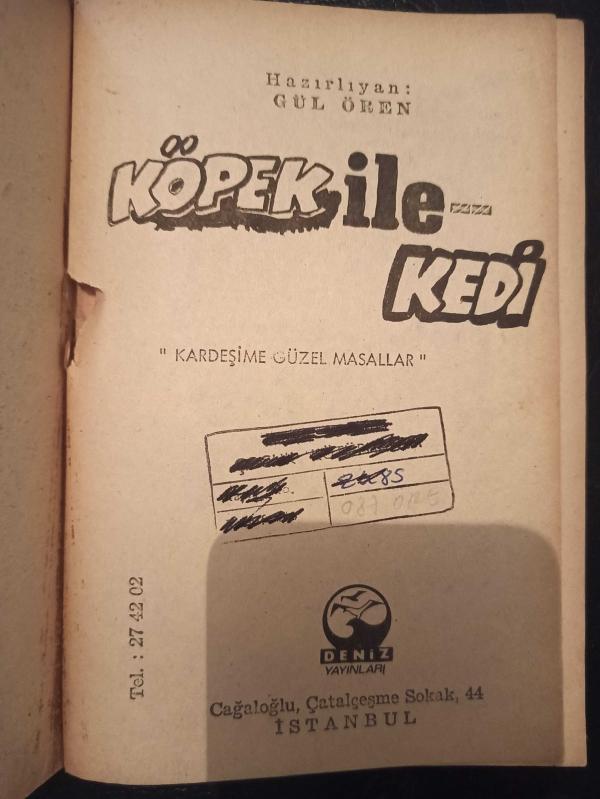 Hazırlıyan:
GÜL ÖREN
KÖPEK ile
KEDİ
" KARDEŞİME GÜZEL MASALLAR "
Tel. : 27 42 02
DENİZ
YAYINLARI
Cağaloğlu, Çatalçeşme Sokak, 44
İSTANBUL